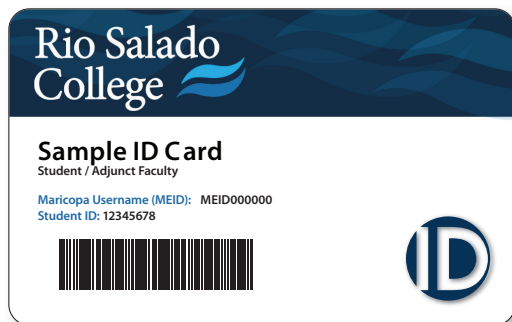 Rio Salado
College
Sample ID Card
Student / Adjunct Faculty
Maricopa Username (MEID): MEID000000
Student ID: 12345678
ID